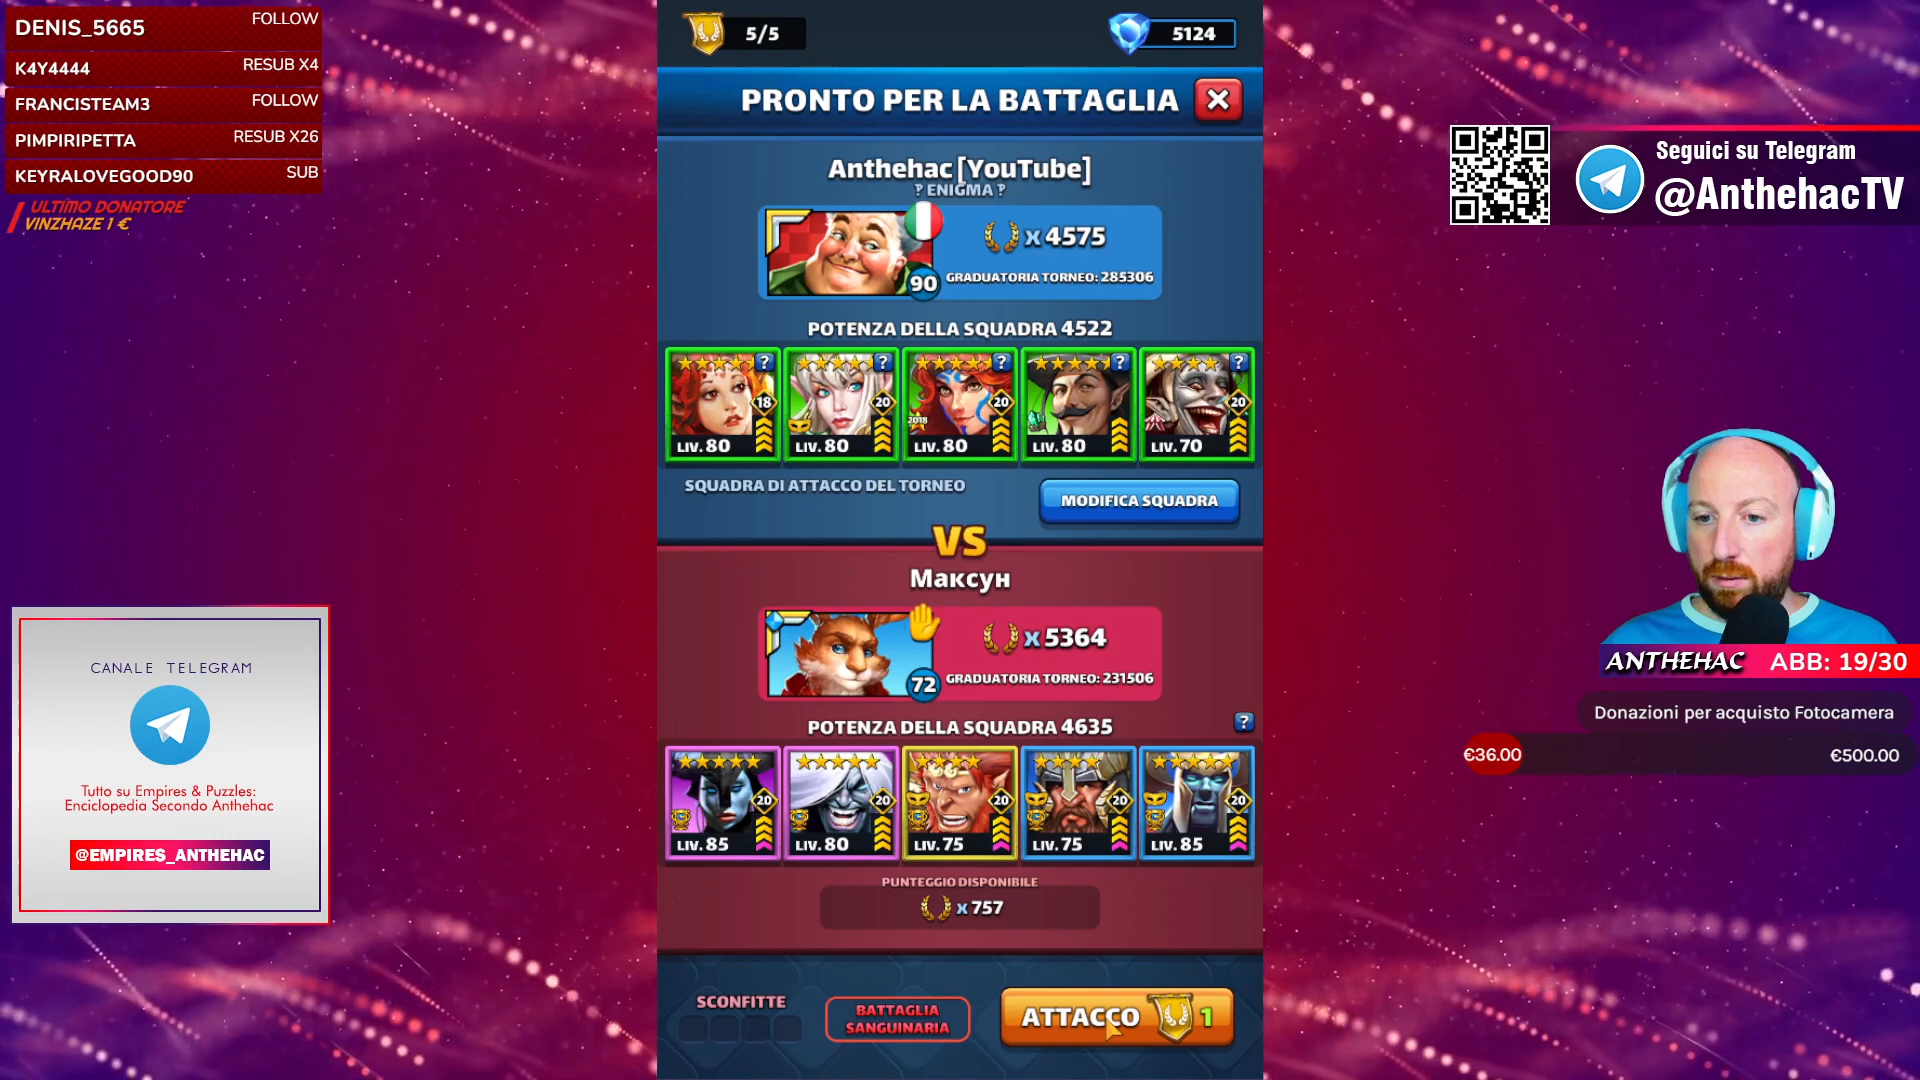 DENIS_5665 FOLLOW
K4Y4444 RESUB X4
FRANCISTEAM3 FOLLOW
PIMPIRIPETTA RESUB X26
KEYRALOVEGOOD90 SUB
ULTIMO DONATORE
VINZHAZE 1 €
5/5
5124
PRONTO PER LA BATTAGLIA
Anthehac[YouTube]
? ENIGMA ?
x 4575
90
GRADUATORIA TORNEO: 285306
POTENZA DELLA SQUADRA 4522
? ? ? ? ?
18 20 20 20
2018
LIV. 80 LIV. 80 LIV. 80 LIV. 80 LIV. 70
SQUADRA DI ATTACCO DEL TORNEO
MODIFICA SQUADRA
VS
Максун
x 5364
72
GRADUATORIA TORNEO: 231506
POTENZA DELLA SQUADRA 4635
?
20 20 20 20 20
LIV. 85 LIV. 80 LIV. 75 LIV. 75 LIV. 85
PUNTEGGIO DISPONIBILE
x 757
SCONFITTE
BATTAGLIA
SANGUINARIA
ATTACCO 1
CANALE TELEGRAM
Tutto su Empires & Puzzles:
Enciclopedia Secondo Anthehac
@EMPIRES_ANTHEHAC
Seguici su Telegram
@AnthehacTV
ANTHEHAC ABB: 19/30
Donazioni per acquisto Fotocamera
€36.00 €500.00